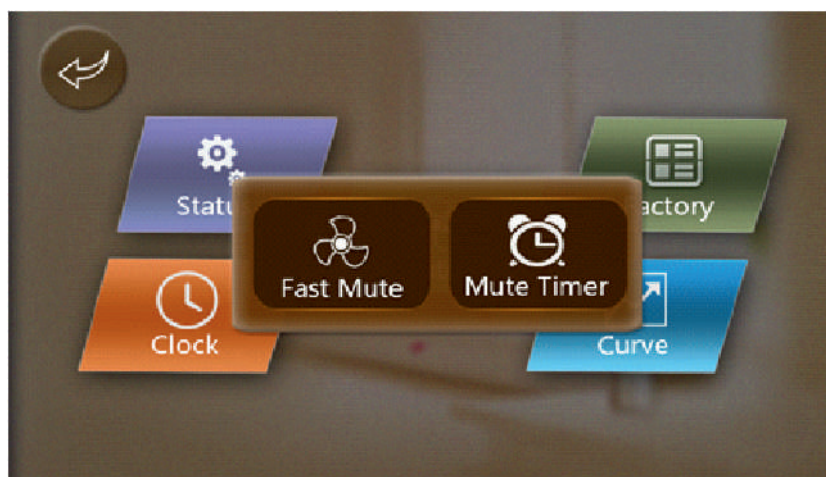 Statu
actory
Fast Mute
Mute Timer
Clock
Curve